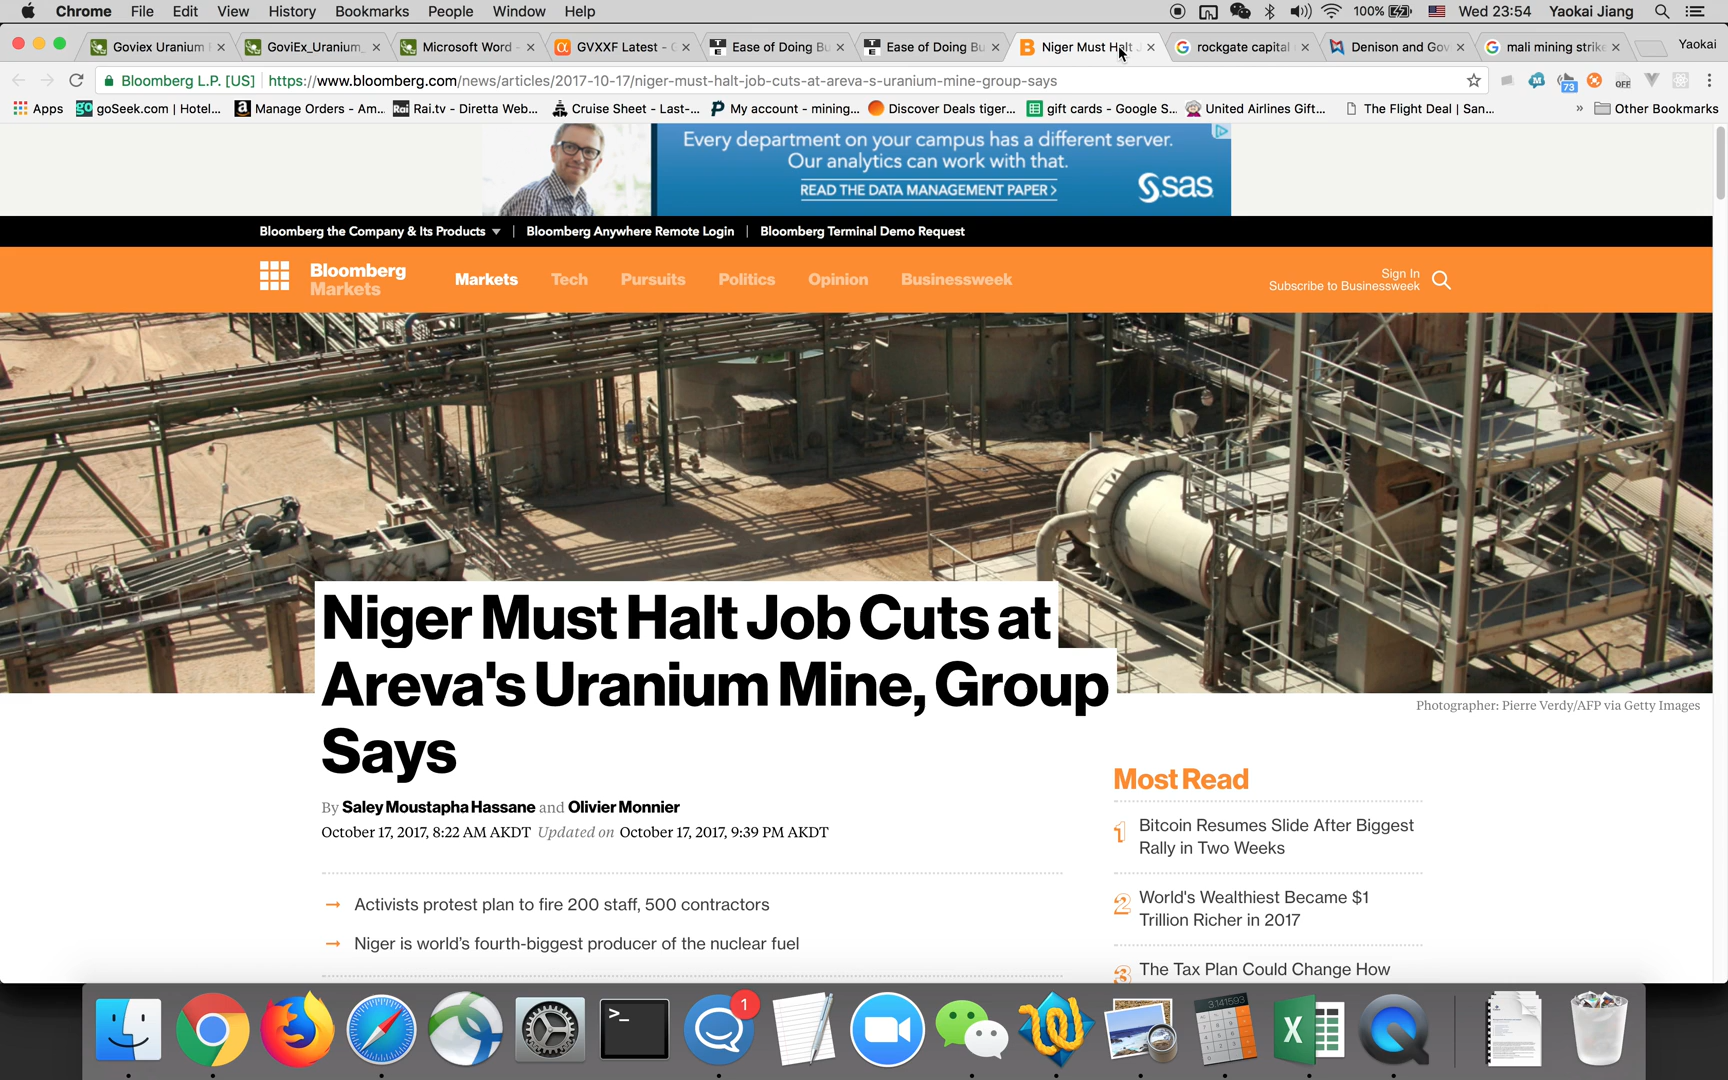 Chrome File Edit View History Bookmarks People Window Help 100% Wed 23:54 Yaokai Jiang
Goviex Uranium GoviEx_Uranium_ Microsoft Word - GVXXF Latest - Ease of Doing Bu Ease of Doing Bu Niger Must Halt J rockgate capital Denison and Gov mali mining strike Yaokai
Bloomberg L.P. [US] https://www.bloomberg.com/news/articles/2017-10-17/niger-must-halt-job-cuts-at-areva-s-uranium-mine-group-says 73 OFF
Apps goSeek.com | Hotel... Manage Orders - Am... Rai.tv - Diretta Web... Cruise Sheet - Last-... My account - mining... Discover Deals tiger... gift cards - Google S... United Airlines Gift... The Flight Deal | San... » Other Bookmarks
Every department on your campus has a different server.
Our analytics can work with that.
READ THE DATA MANAGEMENT PAPER >
sas
Bloomberg the Company & Its Products | Bloomberg Anywhere Remote Login | Bloomberg Terminal Demo Request
Bloomberg
Markets
Markets Tech Pursuits Politics Opinion Businessweek
Sign In
Subscribe to Businessweek
Niger Must Halt Job Cuts at
Areva's Uranium Mine, Group
Says
Photographer: Pierre Verdy/AFP via Getty Images
By Saley Moustapha Hassane and Olivier Monnier
October 17, 2017, 8:22 AM AKDT Updated on October 17, 2017, 9:39 PM AKDT
→ Activists protest plan to fire 200 staff, 500 contractors
→ Niger is world's fourth-biggest producer of the nuclear fuel
Most Read
1 Bitcoin Resumes Slide After Biggest
Rally in Two Weeks
2 World's Wealthiest Became $1
Trillion Richer in 2017
3 The Tax Plan Could Change How
>_
1
3.141593
X